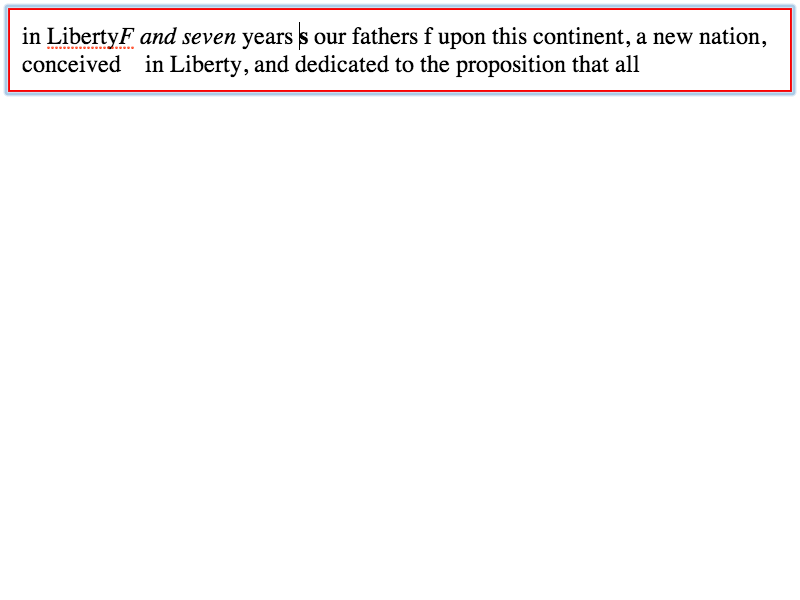 in LibertyF and seven years s our fathers f upon this continent, a new nation,
conceived    in Liberty, and dedicated to the proposition that all